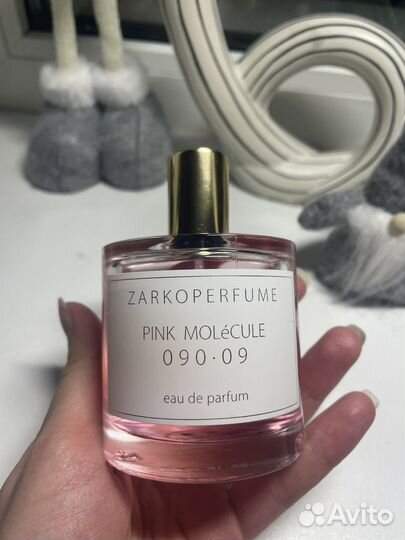 ZARKOPERFUME
PINK MOLéCULE
090·09
eau de parfum
Avito